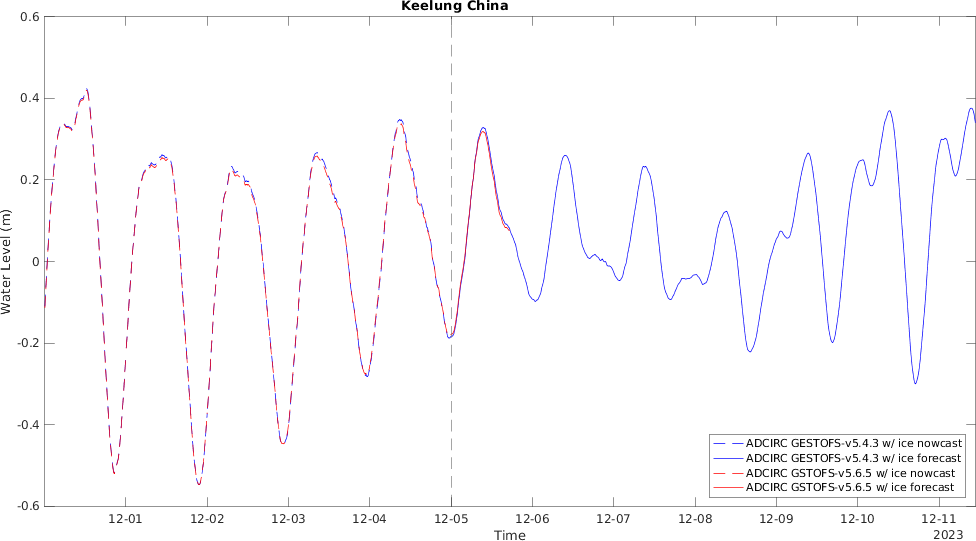 Keelung China
Water Level (m)
0.6
0.4
0.2
0
-0.2
-0.4
-0.6
12-01 12-02 12-03 12-04 12-05 12-06 12-07 12-08 12-09 12-10 12-11
Time
2023
ADCIRC GESTOFS-v5.4.3 w/ ice nowcast
ADCIRC GESTOFS-v5.4.3 w/ ice forecast
ADCIRC GSTOFS-v5.6.5 w/ ice nowcast
ADCIRC GSTOFS-v5.6.5 w/ ice forecast